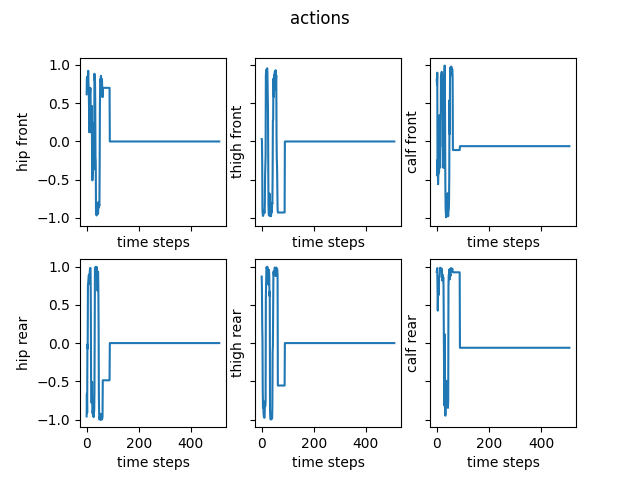 actions
hip front
thigh front
calf front
1.0
0.5
0.0
−0.5
−1.0
time steps
time steps
time steps
hip rear
thigh rear
calf rear
1.0
0.5
0.0
−0.5
−1.0
0 200 400
0 200 400
0 200 400
time steps
time steps
time steps